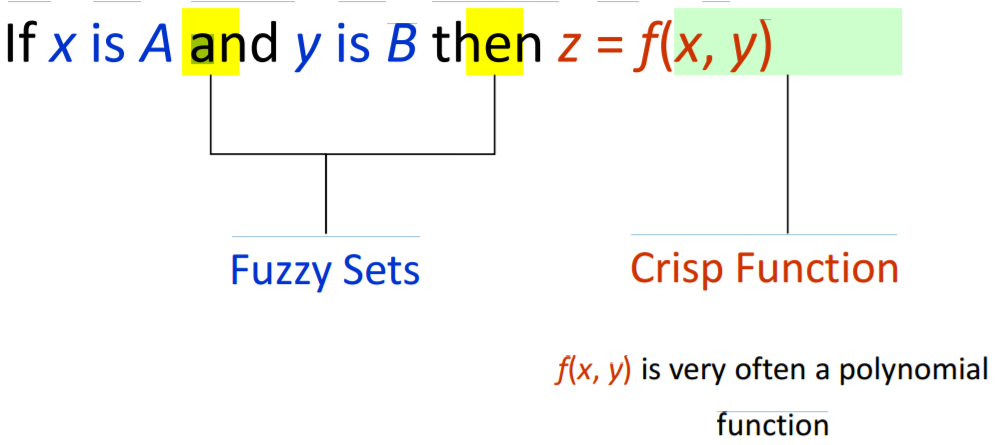 If x is A and y is B then z = f(x, y)
Fuzzy Sets
Crisp Function
f(x, y) is very often a polynomial
function